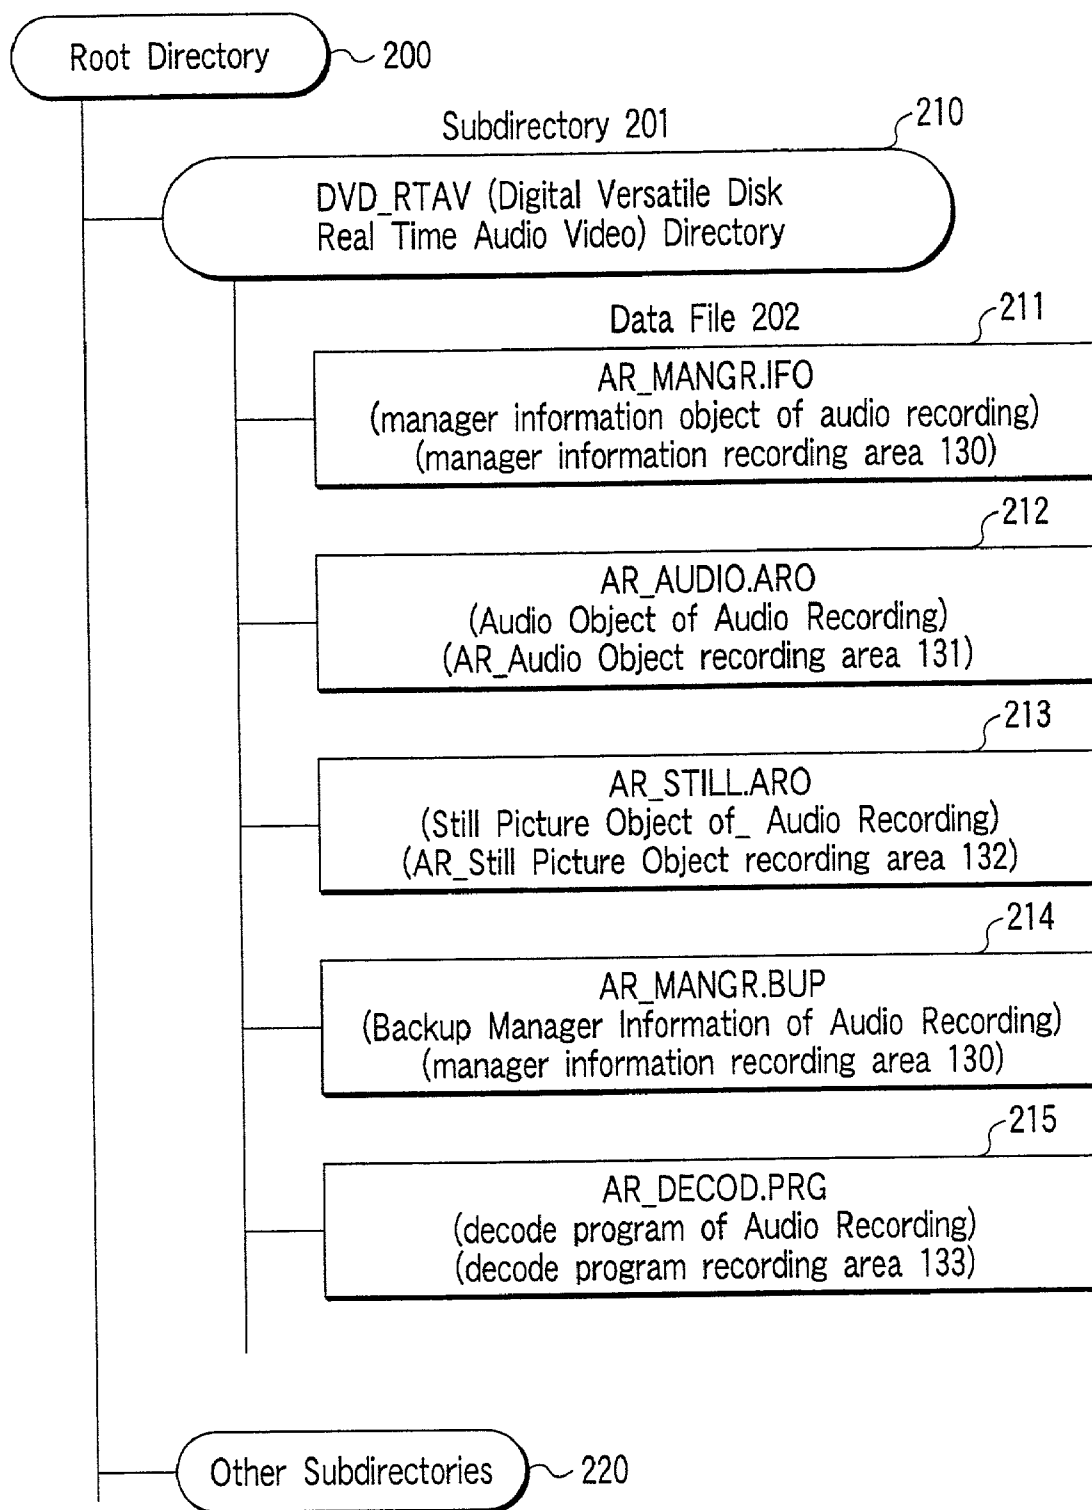 Root Directory
200
Subdirectory 201
210
DVD_RTAV (Digital Versatile Disk
Real Time Audio Video) Directory
Data File 202
211
AR_MANGR.IFO
(manager information object of audio recording)
(manager information recording area 130)
212
AR_AUDIO.ARO
(Audio Object of Audio Recording)
(AR_Audio Object recording area 131)
213
AR_STILL.ARO
(Still Picture Object of_ Audio Recording)
(AR_Still Picture Object recording area 132)
214
AR_MANGR.BUP
(Backup Manager Information of Audio Recording)
(manager information recording area 130)
215
AR_DECOD.PRG
(decode program of Audio Recording)
(decode program recording area 133)
Other Subdirectories
220